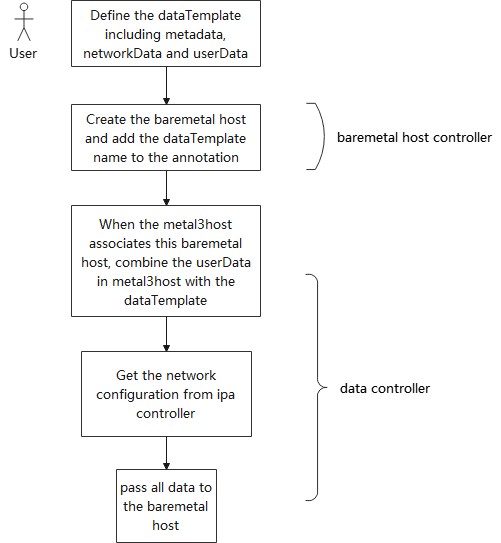 User
Define the dataTemplate
including metadata,
networkData and userData
Create the baremetal host
and add the dataTemplate
name to the annotation
baremetal host controller
When the metal3host
associates this baremetal
host, combine the userData
in metal3host with the
dataTemplate
Get the network
configuration from ipa
controller
data controller
pass all data to
the baremetal
host